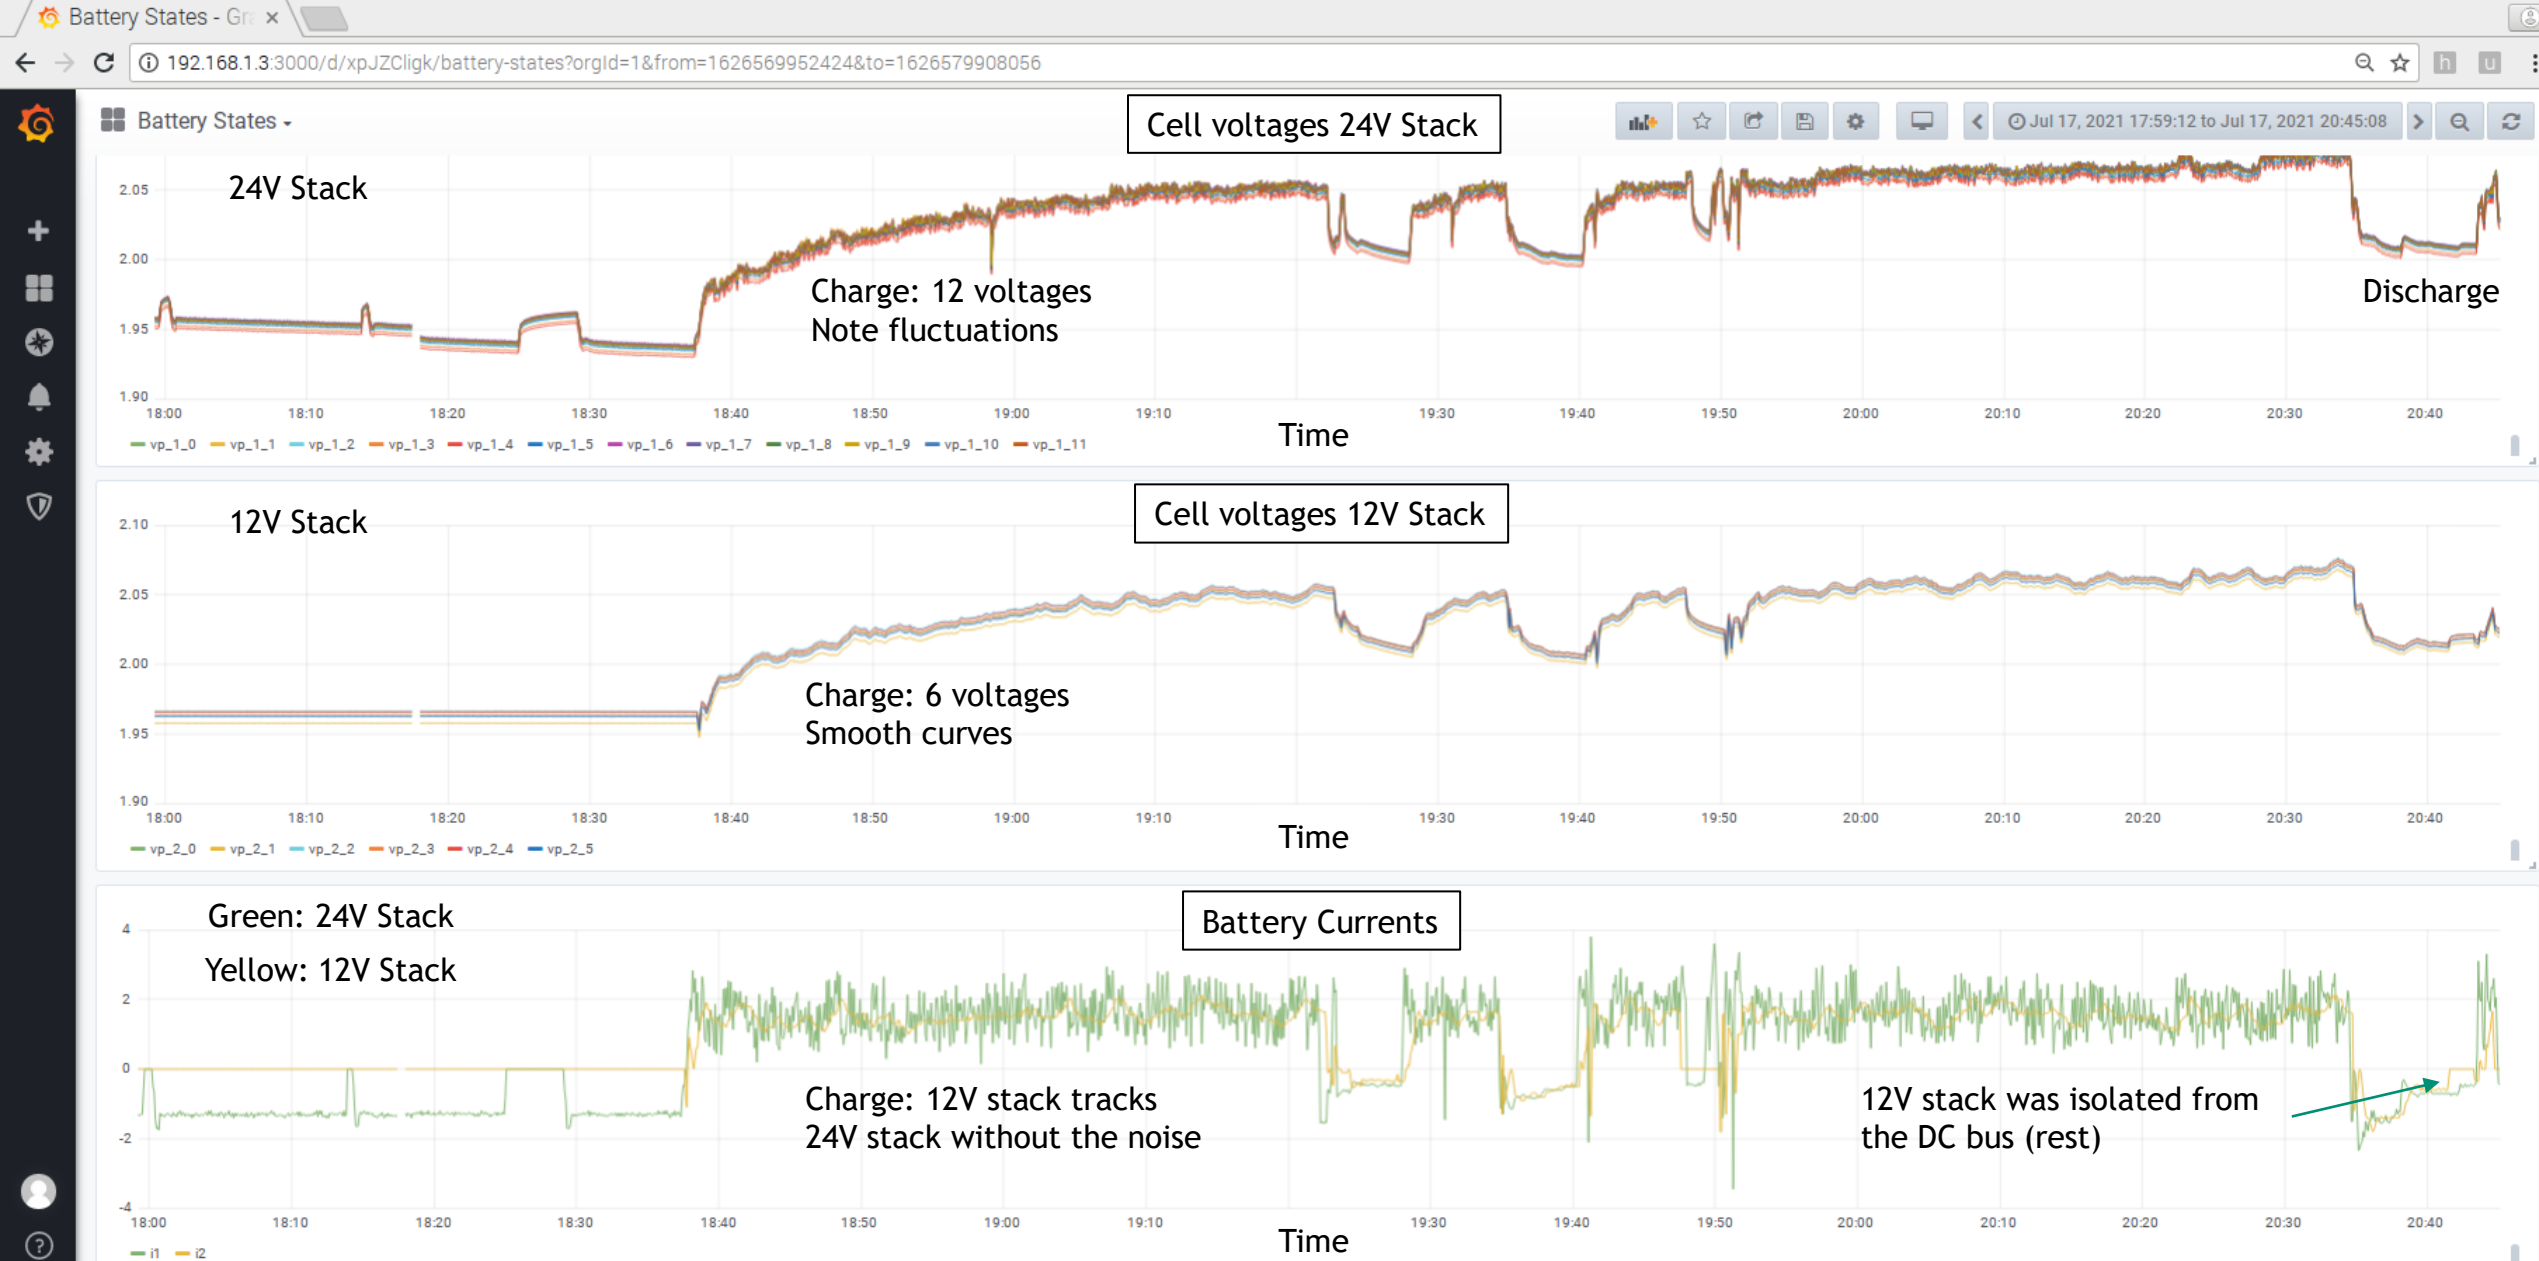 Battery States - Gra
192.168.1.3:3000/d/xpJZCligk/battery-states?orgId=1&from=1626569952424&to=1626579908056
h u
Battery States
Cell voltages 24V Stack
Jul 17, 2021 17:59:12 to Jul 17, 2021 20:45:08
24V Stack
2.05
2.00
1.95
1.90
Charge: 12 voltages
Note fluctuations
Discharge
18:00 18:10 18:20 18:30 18:40 18:50 19:00 19:10 19:30 19:40 19:50 20:00 20:10 20:20 20:30 20:40
Time
vp_1_0 vp_1_1 vp_1_2 vp_1_3 vp_1_4 vp_1_5 vp_1_6 vp_1_7 vp_1_8 vp_1_9 vp_1_10 vp_1_11
Cell voltages 12V Stack
12V Stack
2.10
2.05
2.00
1.95
1.90
Charge: 6 voltages
Smooth curves
18:00 18:10 18:20 18:30 18:40 18:50 19:00 19:10 19:30 19:40 19:50 20:00 20:10 20:20 20:30 20:40
Time
vp_2_0 vp_2_1 vp_2_2 vp_2_3 vp_2_4 vp_2_5
Battery Currents
Green: 24V Stack
Yellow: 12V Stack
4
2
0
-2
-4
Charge: 12V stack tracks
24V stack without the noise
12V stack was isolated from
the DC bus (rest)
18:00 18:10 18:20 18:30 18:40 18:50 19:00 19:10 19:30 19:40 19:50 20:00 20:10 20:20 20:30 20:40
Time
i1 i2